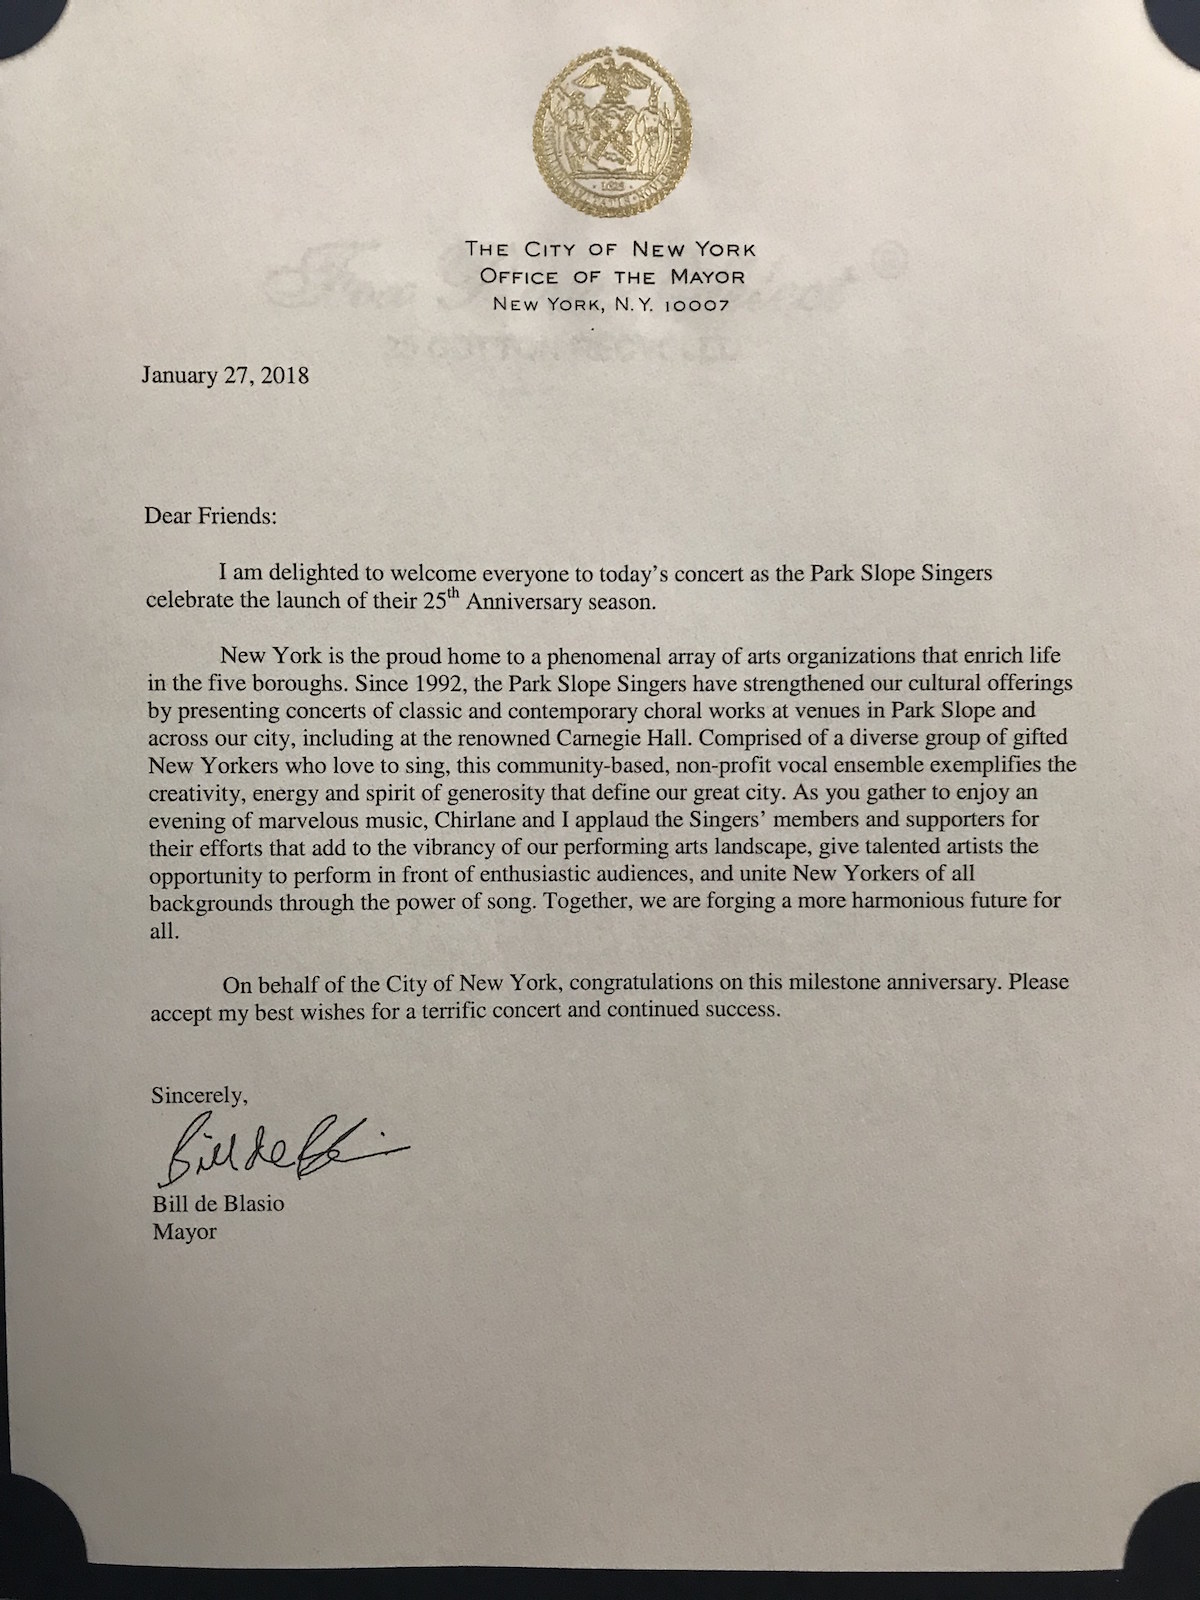 THE CITY OF NEW YORK
OFFICE OF THE MAYOR
NEW YORK, N.Y. 10007
January 27, 2018
Dear Friends:
I am delighted to welcome everyone to today's concert as the Park Slope Singers
celebrate the launch of their 25th Anniversary season.
New York is the proud home to a phenomenal array of arts organizations that enrich life
in the five boroughs. Since 1992, the Park Slope Singers have strengthened our cultural offerings
by presenting concerts of classic and contemporary choral works at venues in Park Slope and
across our city, including at the renowned Carnegie Hall. Comprised of a diverse group of gifted
New Yorkers who love to sing, this community-based, non-profit vocal ensemble exemplifies the
creativity, energy and spirit of generosity that define our great city. As you gather to enjoy an
evening of marvelous music, Chirlane and I applaud the Singers' members and supporters for
their efforts that add to the vibrancy of our performing arts landscape, give talented artists the
opportunity to perform in front of enthusiastic audiences, and unite New Yorkers of all
backgrounds through the power of song. Together, we are forging a more harmonious future for
all.
On behalf of the City of New York, congratulations on this milestone anniversary. Please
accept my best wishes for a terrific concert and continued success.
Sincerely,
Bill de Blasio
Mayor